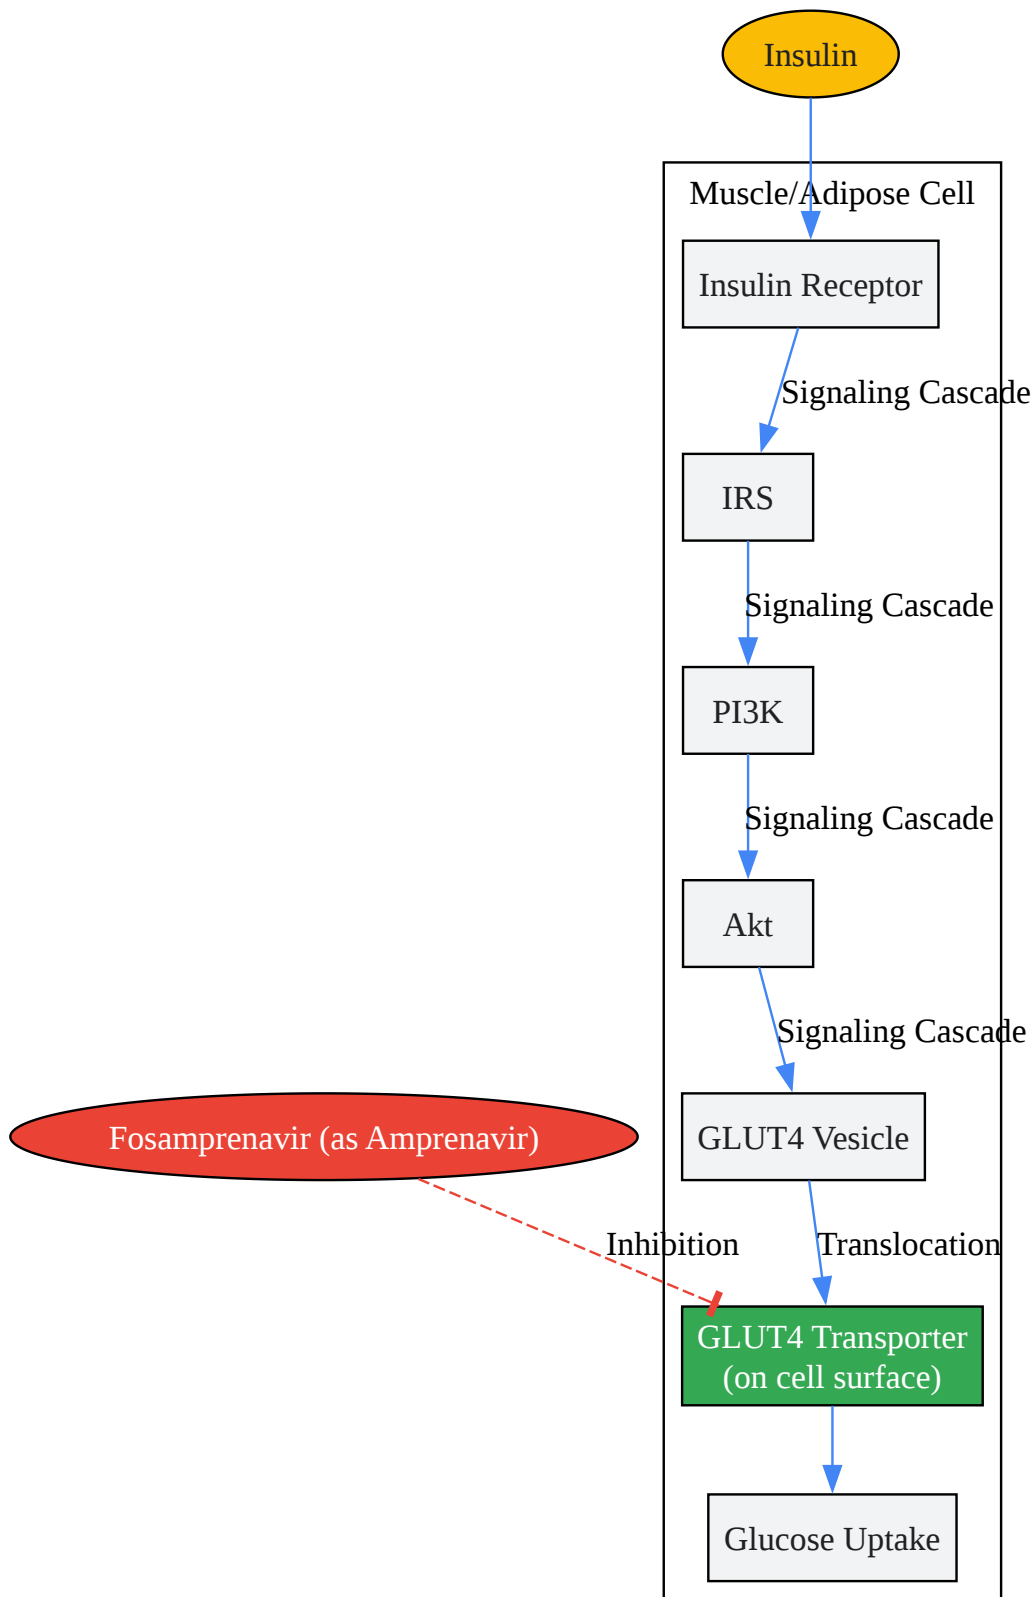 Insulin
Muscle/Adipose Cell
Insulin Receptor
Signaling Cascade
IRS
Signaling Cascade
PI3K
Signaling Cascade
Akt
Signaling Cascade
Fosamprenavir (as Amprenavir)
GLUT4 Vesicle
Inhibition
Translocation
GLUT4 Transporter
(on cell surface)
Glucose Uptake